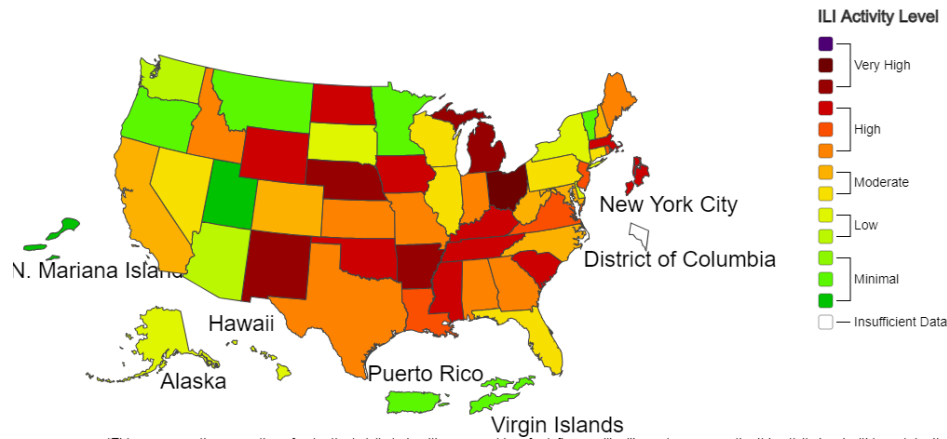 ILI Activity Level
Very High
High
Moderate
Low
Minimal
Insufficient Data
New York City
District of Columbia
N. Mariana Island
Hawaii
Alaska
Puerto Rico
Virgin Islands